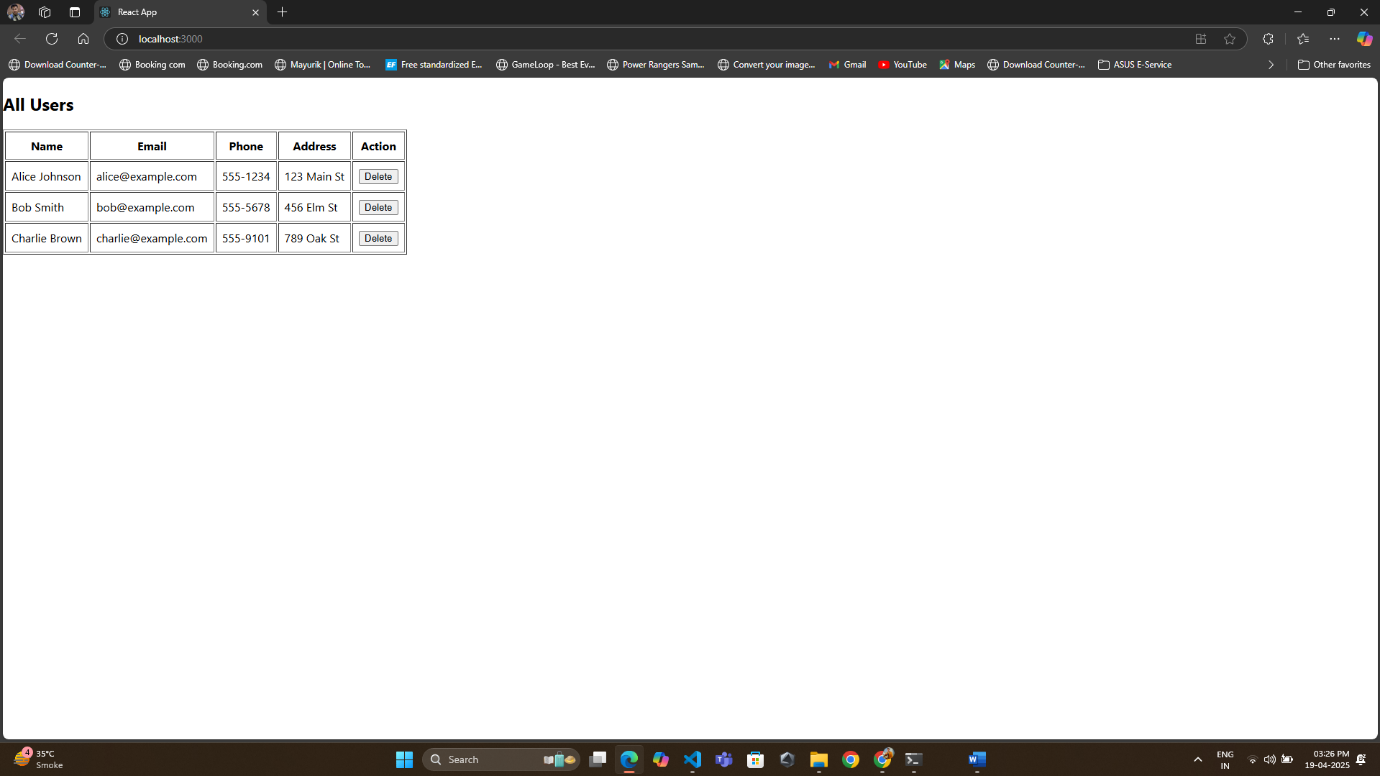 React App
localhost:3000
Download Counter-... Booking com Booking.com Mayurik | Online To... EF Free standardized E... GameLoop - Best Ev... Power Rangers Sam... Convert your image... Gmail YouTube Maps Download Counter-... ASUS E-Service Other favorites
All Users
Name Email Phone Address Action
Alice Johnson alice@example.com 555-1234 123 Main St Delete
Bob Smith bob@example.com 555-5678 456 Elm St Delete
Charlie Brown charlie@example.com 555-9101 789 Oak St Delete
4 35°C Search ENG 03:26 PM
Smoke IN 19-04-2025